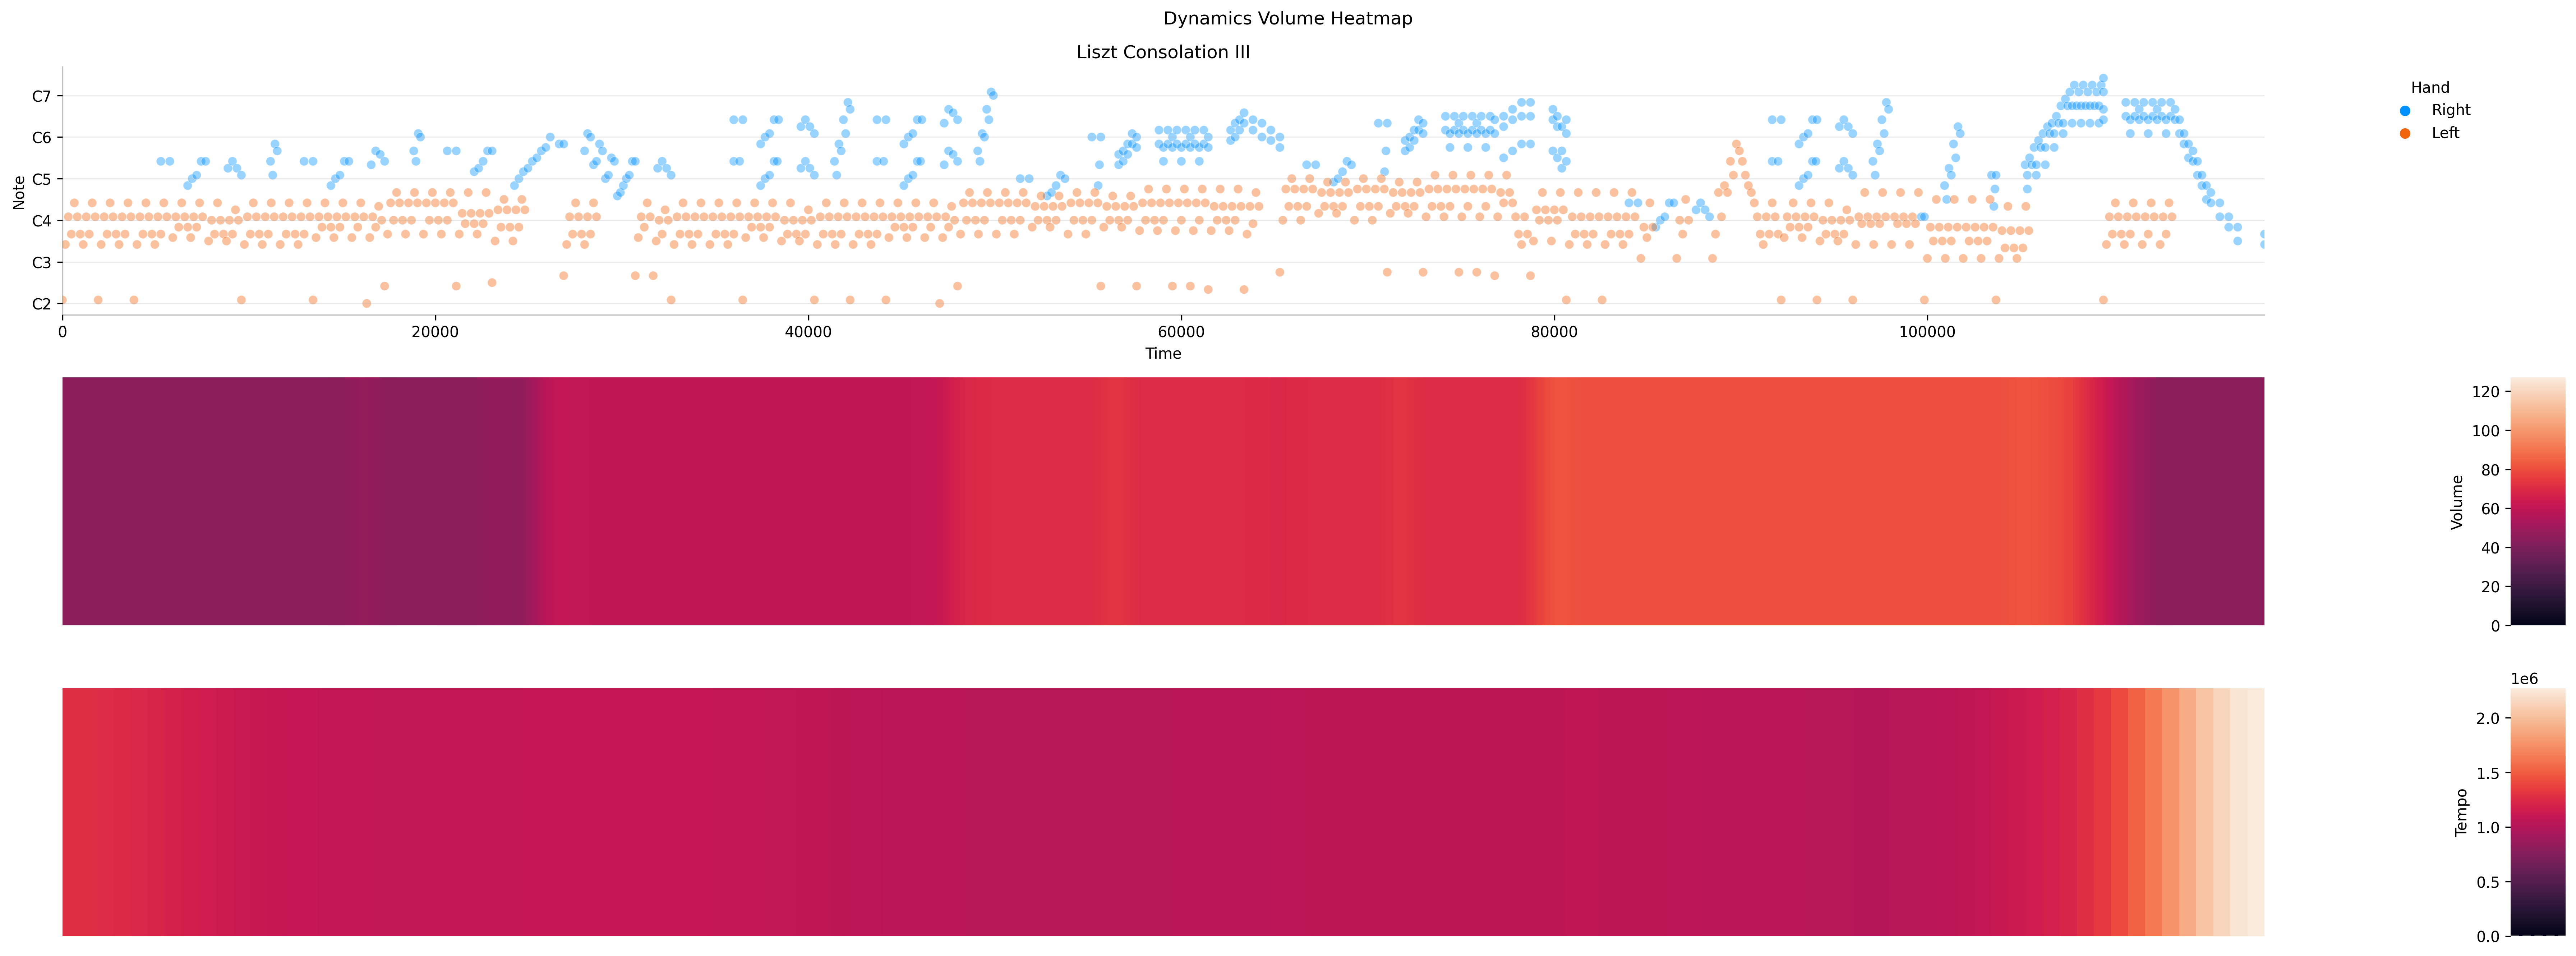 Dynamics Volume Heatmap
Liszt Consolation III
C7
C6
C5
C4
C3
C2
Note
0 20000 40000 60000 80000 100000
Time
Hand
Right
Left
120
100
80
60
40
20
0
Volume
1e6
2.0
1.5
1.0
0.5
0.0
Tempo